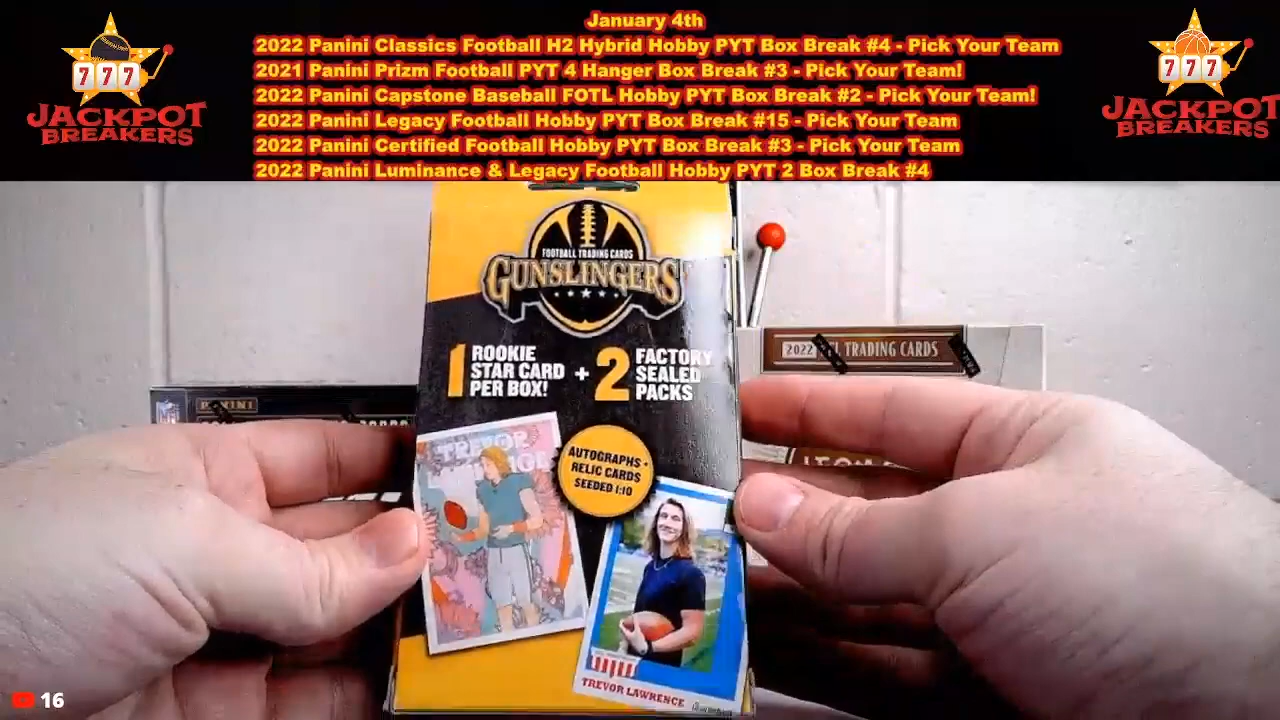 January 4th
2022 Panini Classics Football H2 Hybrid Hobby PYT Box Break #4 - Pick Your Team
2021 Panini Prizm Football PYT 4 Hanger Box Break #3 - Pick Your Team!
2022 Panini Capstone Baseball FOTL Hobby PYT Box Break #2 - Pick Your Team!
2022 Panini Legacy Football Hobby PYT Box Break #15 - Pick Your Team
2022 Panini Certified Football Hobby PYT Box Break #3 - Pick Your Team
2022 Panini Luminance & Legacy Football Hobby PYT 2 Box Break #4
777
JACKPOT
BREAKERS
777
JACKPOT
BREAKERS
FOOTBALL TRADING CARDS
GUNSLINGERS
1 ROOKIE
STAR CARD
PER BOX!
+ 2 FACTORY
SEALED
PACKS
AUTOGRAPHS •
RELIC CARDS
SEEDED 1:10
TREVOR
TREVOR LAWRENCE
PANINI
2022
TRADING CARDS
16